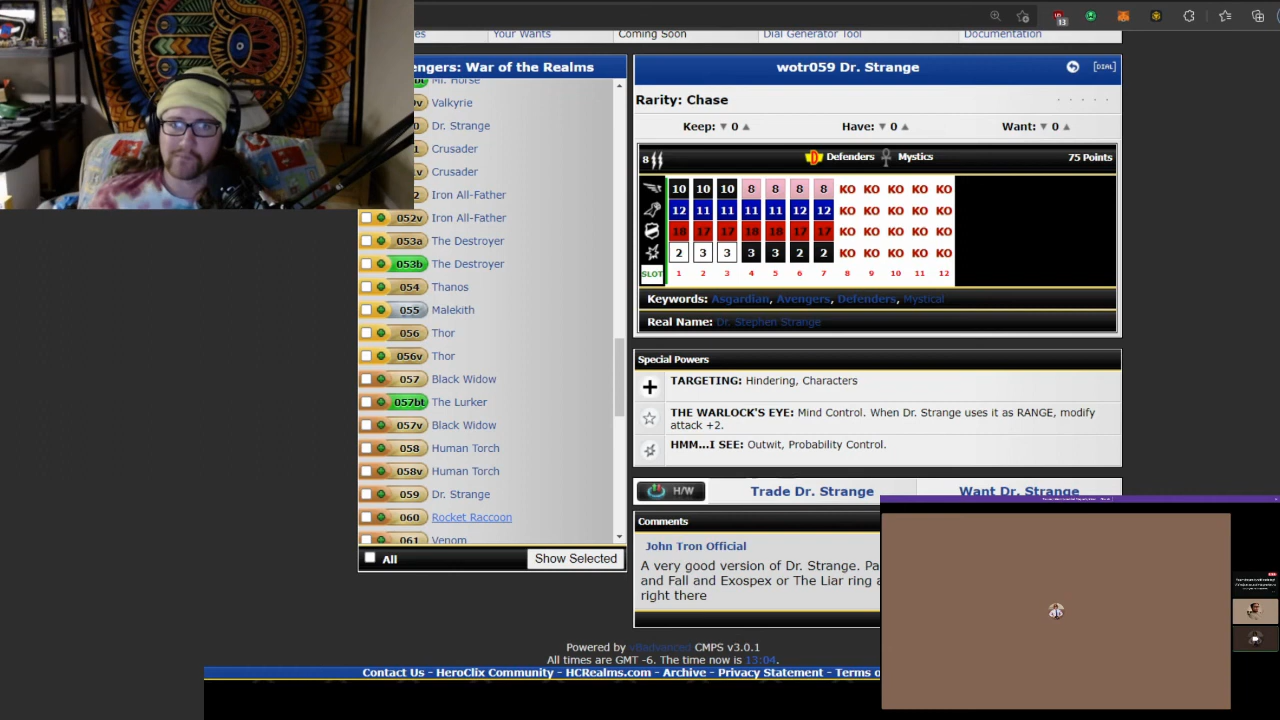 13
es
Your Wants
Coming Soon
Dial Generator Tool
Documentation
engers: War of the Realms
Mr. Horse
Valkyrie
Dr. Strange
Crusader
Crusader
Iron All-Father
052v Iron All-Father
053a The Destroyer
053b The Destroyer
054 Thanos
055 Malekith
056 Thor
056v Thor
057 Black Widow
057bt The Lurker
057v Black Widow
058 Human Torch
058v Human Torch
059 Dr. Strange
060 Rocket Raccoon
061 Venom
All
Show Selected
wotr059 Dr. Strange
[DIAL]
Rarity: Chase
Keep: ▼ 0 ▲ Have: ▼ 0 ▲ Want: ▼ 0 ▲
8 Defenders Mystics 75 Points
10 10 10 8 8 8 8 KO KO KO KO KO
12 11 11 11 11 12 12 KO KO KO KO KO
18 17 17 18 18 17 17 KO KO KO KO KO
2 3 3 3 3 2 2 KO KO KO KO KO
SLOT 1 2 3 4 5 6 7 8 9 10 11 12
Keywords: Asgardian, Avengers, Defenders, Mystical
Real Name: Dr. Stephen Strange
Special Powers
TARGETING: Hindering, Characters
THE WARLOCK'S EYE: Mind Control. When Dr. Strange uses it as RANGE, modify
attack +2.
HMM...I SEE: Outwit, Probability Control.
H/W
Trade Dr. Strange
Want Dr. Strange
Comments
John Tron Official
A very good version of Dr. Strange. Pa
and Fall and Exospex or The Liar ring a
right there
Powered by vBadvanced CMPS v3.0.1
All times are GMT -6. The time now is 13:04.
Contact Us - HeroClix Community - HCRealms.com - Archive - Privacy Statement - Terms o